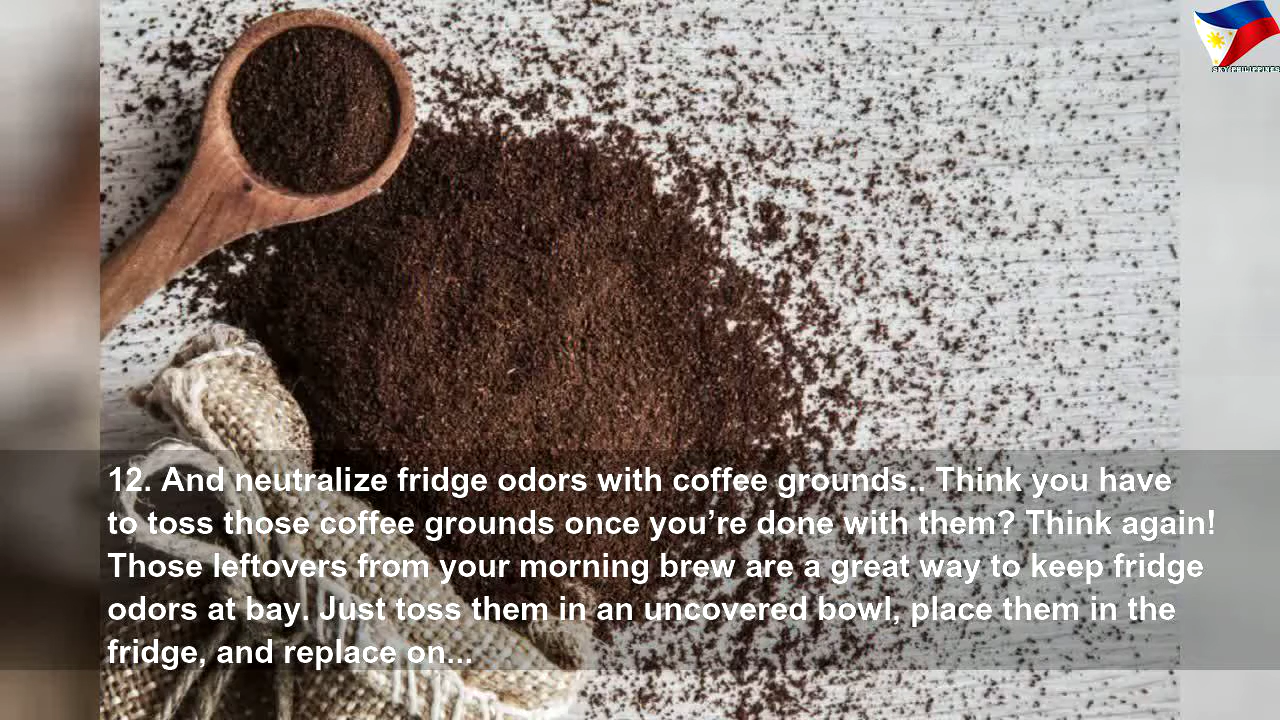 SKY PHILIPPINES
12. And neutralize fridge odors with coffee grounds.. Think you have
to toss those coffee grounds once you’re done with them? Think again!
Those leftovers from your morning brew are a great way to keep fridge
odors at bay. Just toss them in an uncovered bowl, place them in the
fridge, and replace on...